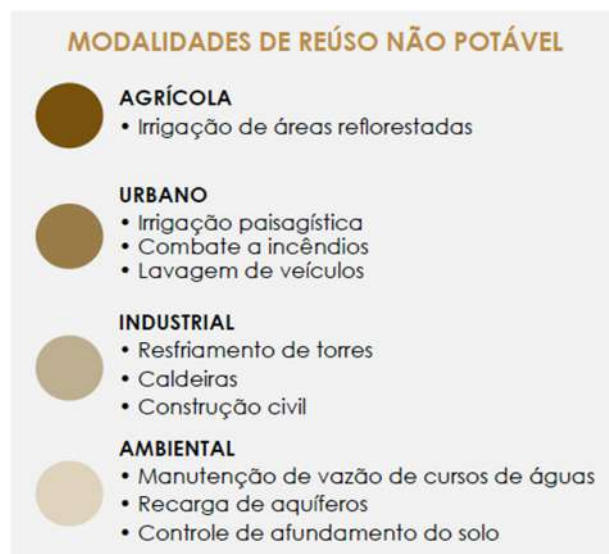 MODALIDADES DE REÚSO NÃO POTÁVEL
AGRÍCOLA
• Irrigação de áreas reflorestadas
URBANO
• Irrigação paisagística
• Combate a incêndios
• Lavagem de veículos
INDUSTRIAL
• Resfriamento de torres
• Caldeiras
• Construção civil
AMBIENTAL
• Manutenção de vazão de cursos de águas
• Recarga de aquíferos
• Controle de afundamento do solo